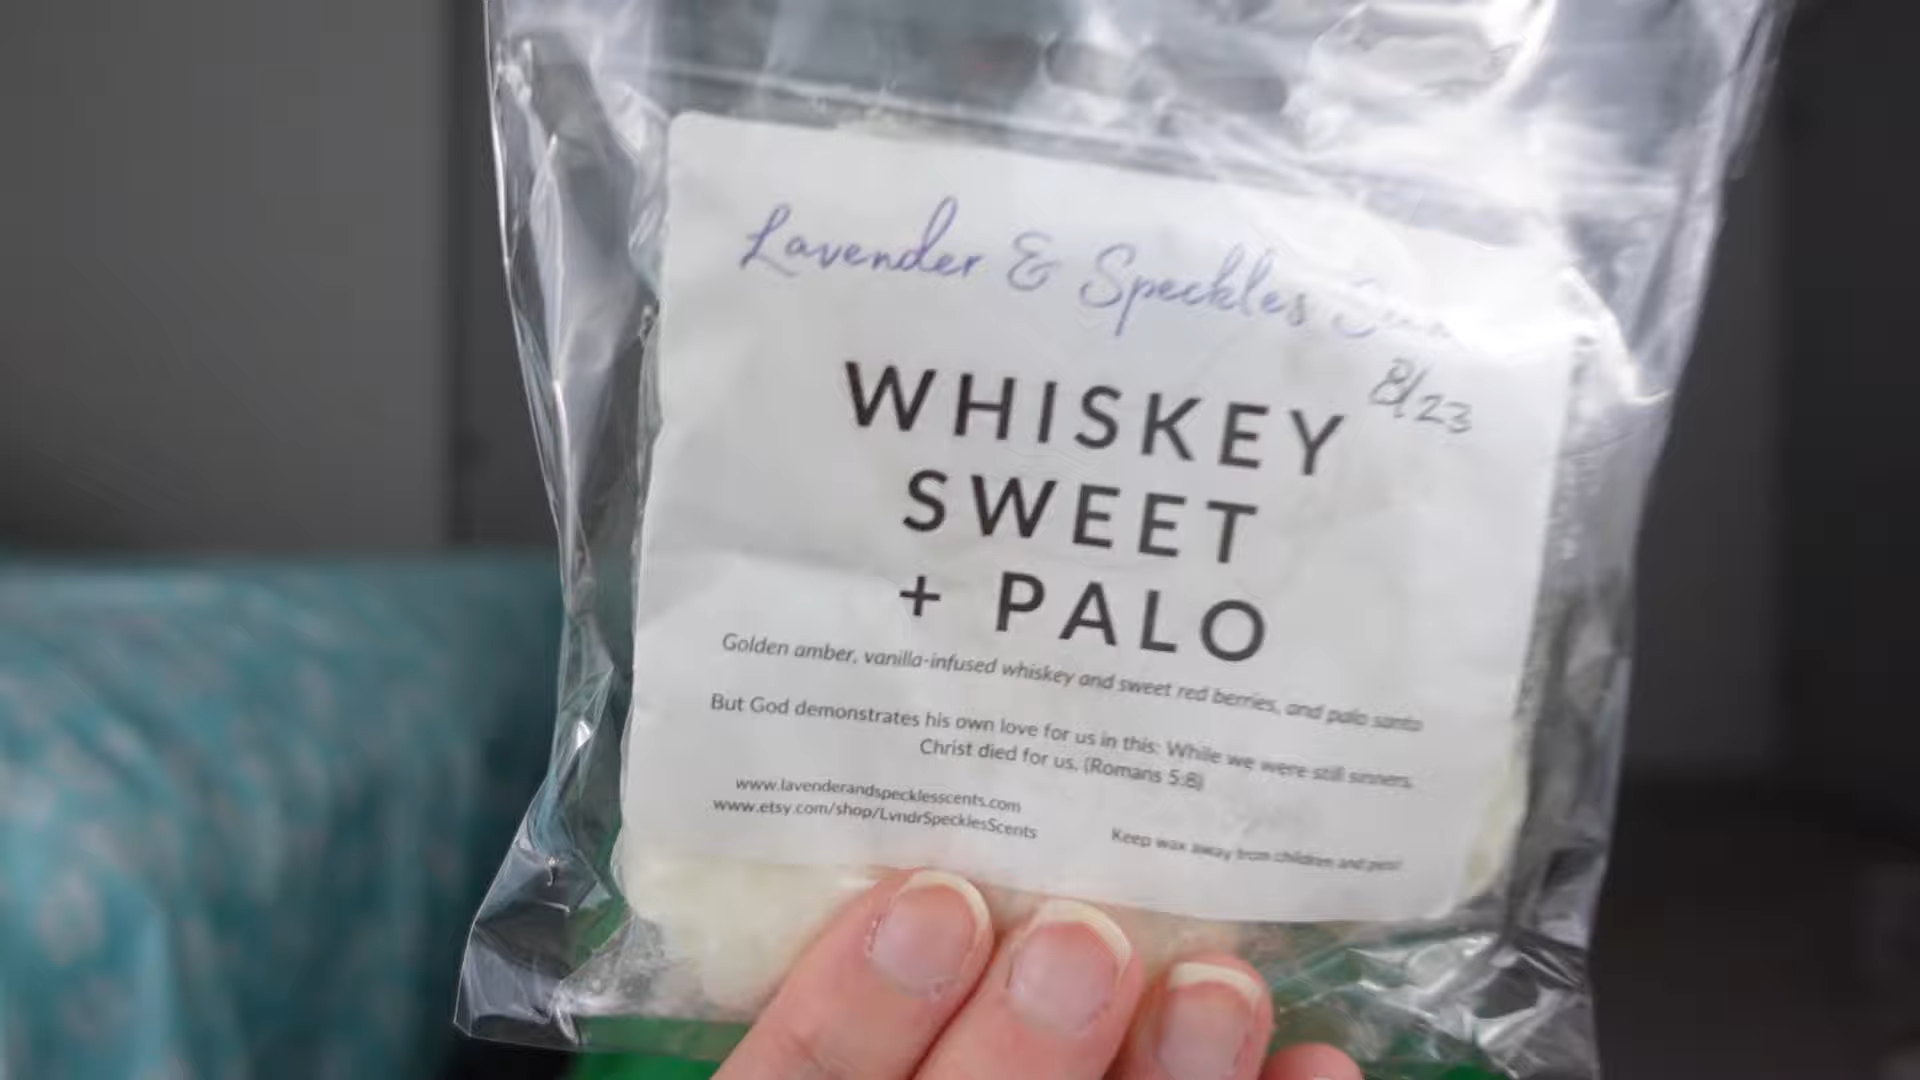 Lavender & Speckles
8/23
WHISKEY
SWEET
+ PALO
Golden amber, vanilla-infused whiskey and sweet red berries, and palo santo
But God demonstrates his own love for us in this: While we were still sinners,
Christ died for us. (Romans 5:8)
www.lavenderandspecklesscents.com
www.etsy.com/shop/LvndrSpecklesScents
Keep wax away from children and pets!